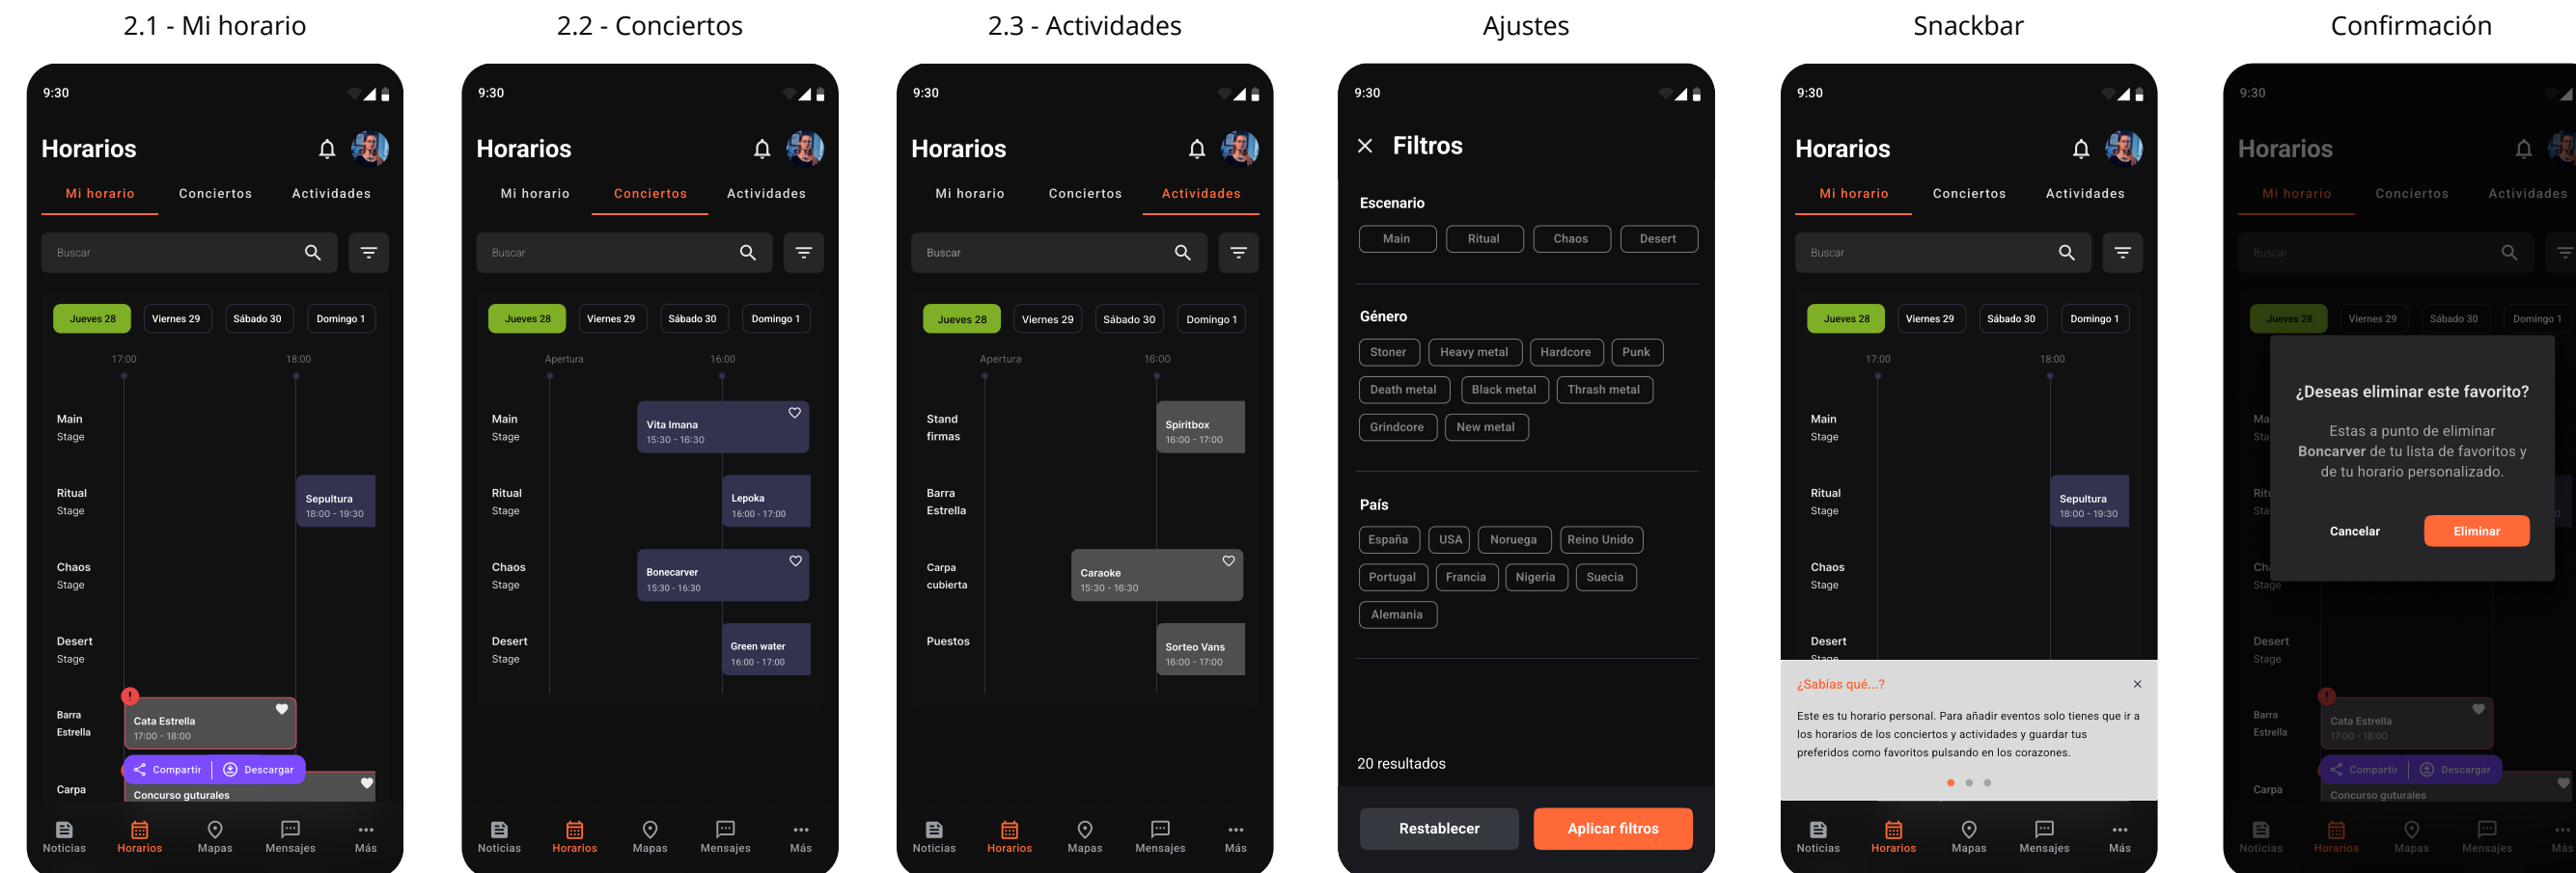 2.1 - Mi horario
9:30
Horarios
Mi horario Conciertos Actividades
Buscar
Jueves 28 Viernes 29 Sábado 30 Domingo 1
17:00 18:00
Main
Stage
Ritual
Stage
Sepultura
18:00 - 19:30
Chaos
Stage
Desert
Stage
Barra
Estrella
Cata Estrella
17:00 - 18:00
Compartir Descargar
Carpa
Concurso guturales
Noticias Horarios Mapas Mensajes Más
2.2 - Conciertos
9:30
Horarios
Mi horario Conciertos Actividades
Buscar
Jueves 28 Viernes 29 Sábado 30 Domingo 1
Apertura 16:00
Main
Stage
Vita Imana
15:30 - 16:30
Ritual
Stage
Lepoka
16:00 - 17:00
Chaos
Stage
Bonecarver
15:30 - 16:30
Desert
Stage
Green water
16:00 - 17:00
Noticias Horarios Mapas Mensajes Más
2.3 - Actividades
9:30
Horarios
Mi horario Conciertos Actividades
Buscar
Jueves 28 Viernes 29 Sábado 30 Domingo 1
Apertura 16:00
Stand
firmas
Spiritbox
16:00 - 17:00
Barra
Estrella
Carpa
cubierta
Caraoke
15:30 - 16:30
Puestos
Sorteo Vans
16:00 - 17:00
Noticias Horarios Mapas Mensajes Más
Ajustes
9:30
Filtros
Escenario
Main Ritual Chaos Desert
Género
Stoner Heavy metal Hardcore Punk
Death metal Black metal Thrash metal
Grindcore New metal
País
España USA Noruega Reino Unido
Portugal Francia Nigeria Suecia
Alemania
20 resultados
Restablecer Aplicar filtros
Snackbar
9:30
Horarios
Mi horario Conciertos Actividades
Buscar
Jueves 28 Viernes 29 Sábado 30 Domingo 1
17:00 18:00
Main
Stage
Ritual
Stage
Sepultura
18:00 - 19:30
Chaos
Stage
Desert
Stage
¿Sabías qué...?
Este es tu horario personal. Para añadir eventos solo tienes que ir a
los horarios de los conciertos y actividades y guardar tus
preferidos como favoritos pulsando en los corazones.
Noticias Horarios Mapas Mensajes Más
Confirmación
9:30
Horarios
Mi horario Conciertos Actividades
Buscar
Jueves 28 Viernes 29 Sábado 30 Domingo 1
¿Deseas eliminar este favorito?
Estas a punto de eliminar
Boncarver de tu lista de favoritos y
de tu horario personalizado.
Cancelar Eliminar
Stage
Desert
Stage
Barra
Estrella
Cata Estrella
17:00 - 18:00
Compartir Descargar
Carpa
Concurso guturales
Noticias Horarios Mapas Mensajes Más